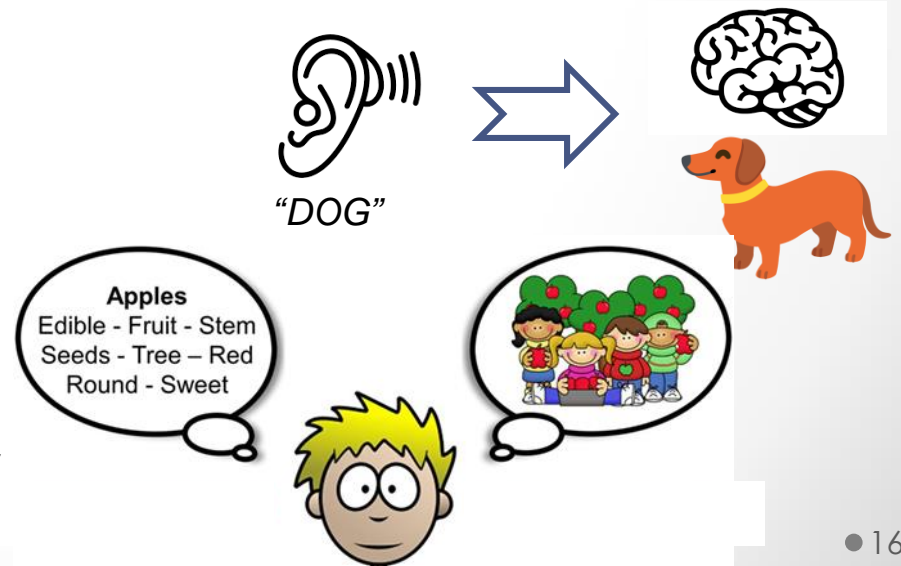 “DOG”
Apples
Edible - Fruit - Stem
Seeds - Tree – Red
Round - Sweet
16